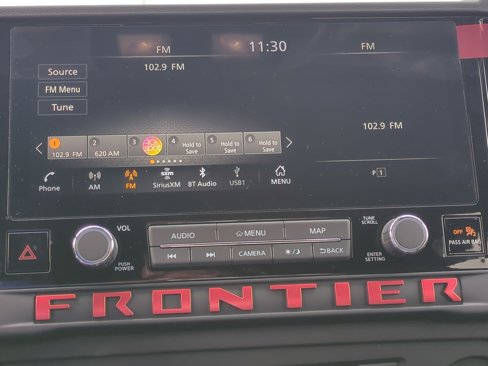 FM 11:30 FM
102.9 FM
Source
FM Menu
Tune
102.9 FM
1 2 3 4 Hold to Save 5 Hold to Save 6 Hold to Save
102.9 FM 620 AM
Phone AM FM SiriusXM BT Audio USB1 MENU
P 1
VOL
PUSH POWER
AUDIO MENU MAP
CAMERA BACK
TUNE SCROLL
ENTER SETTING
OFF
PASS AIR BAG
FRONTIER